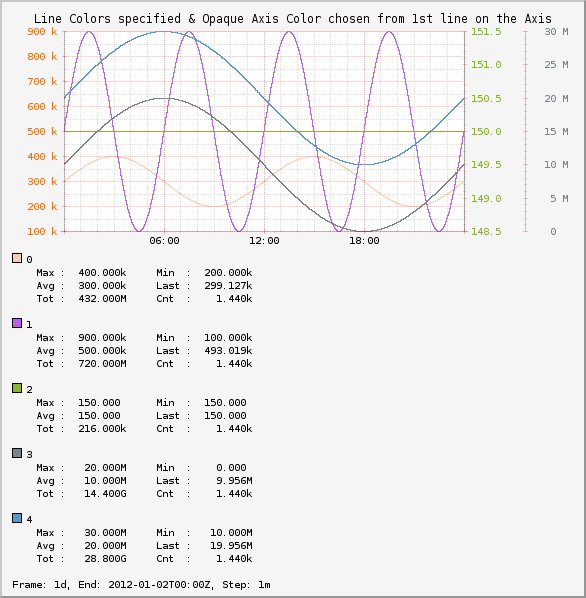 Line Colors specified & Opaque Axis Color chosen from 1st line on the Axis
900 k 151.5 30 M
800 k 151.0 25 M
700 k
600 k 150.5 20 M
500 k 150.0 15 M
400 k
300 k 149.5 10 M
200 k 149.0 5 M
100 k 148.5 0
06:00 12:00 18:00
0
Max : 400.000k Min : 200.000k
Avg : 300.000k Last : 299.127k
Tot : 432.000M Cnt : 1.440k
1
Max : 900.000k Min : 100.000k
Avg : 500.000k Last : 493.019k
Tot : 720.000M Cnt : 1.440k
2
Max : 150.000 Min : 150.000
Avg : 150.000 Last : 150.000
Tot : 216.000k Cnt : 1.440k
3
Max : 20.000M Min : 0.000
Avg : 10.000M Last : 9.956M
Tot : 14.400G Cnt : 1.440k
4
Max : 30.000M Min : 10.000M
Avg : 20.000M Last : 19.956M
Tot : 28.800G Cnt : 1.440k
Frame: 1d, End: 2012-01-02T00:00Z, Step: 1m